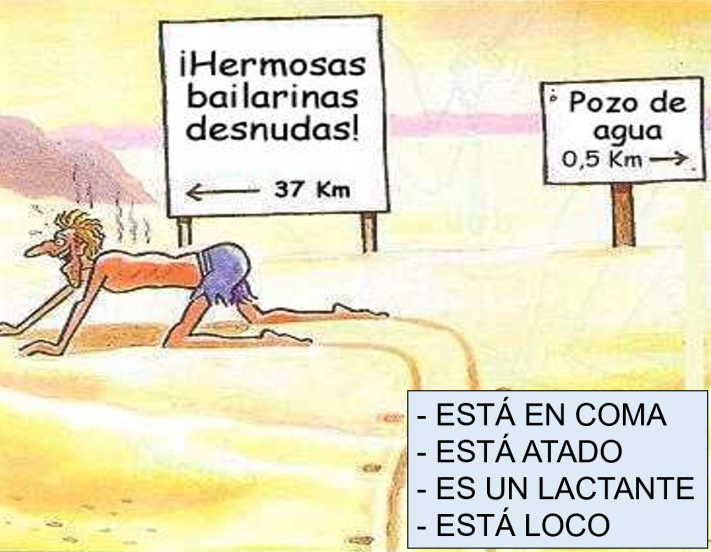 ¡Hermosas
bailarinas
desnudas!
← 37 Km
Pozo de
agua
0,5 Km →
- ESTÁ EN COMA
- ESTÁ ATADO
- ES UN LACTANTE
- ESTÁ LOCO